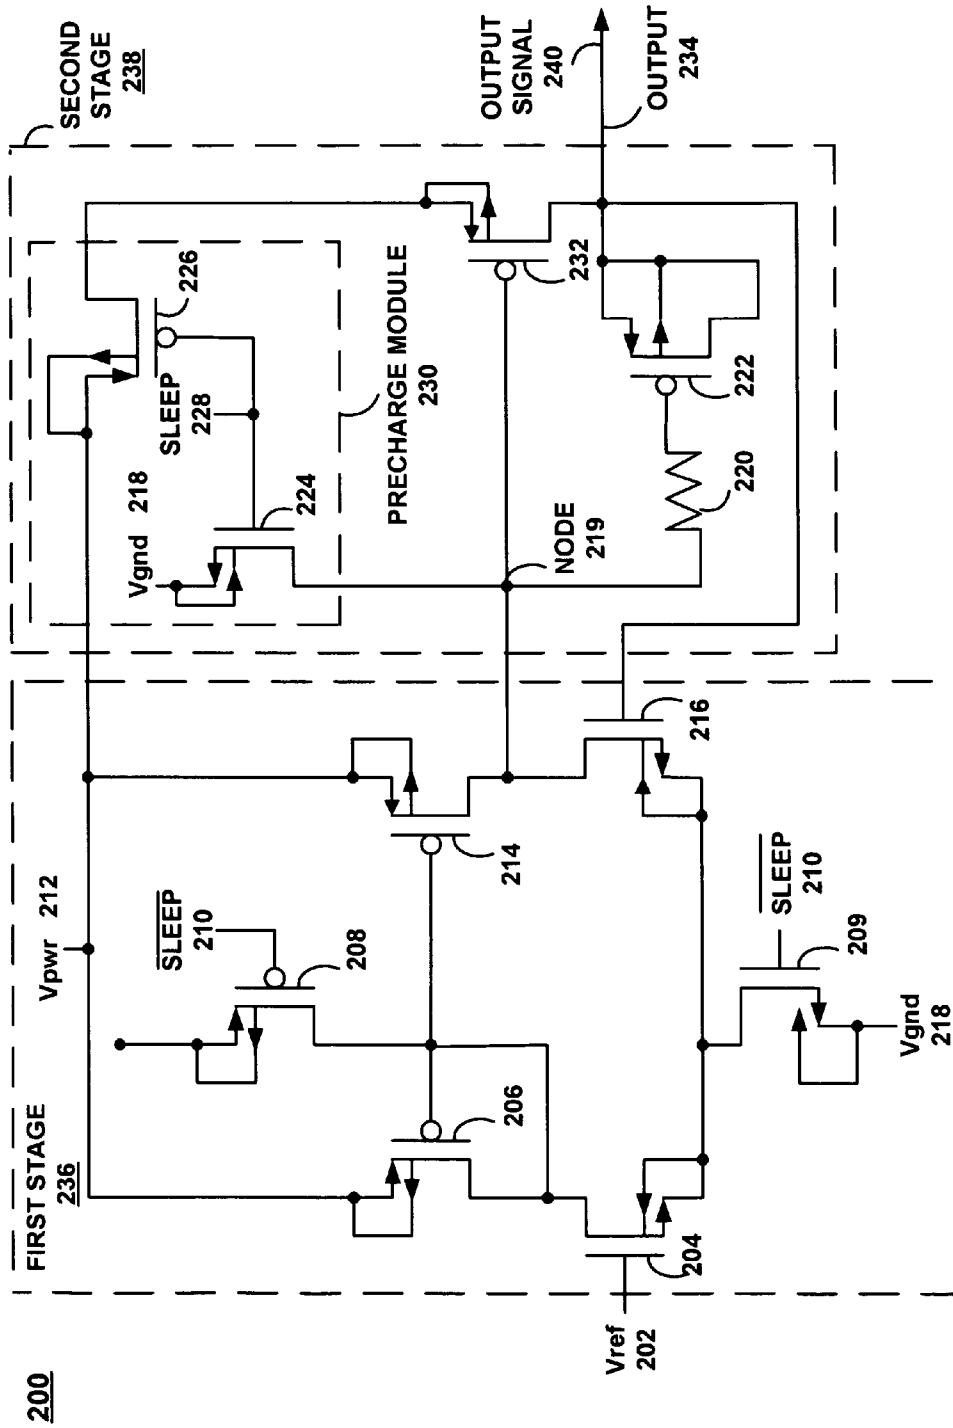 200
FIRST STAGE
236
Vpwr 212
SLEEP
210
208
206
214
Vref
202
204
216
209
SLEEP
210
Vgnd
218
SECOND
STAGE
238
226
SLEEP
228
Vgnd 218
224
PRECHARGE MODULE
230
NODE
219
232
222
220
OUTPUT
SIGNAL
240
OUTPUT
234